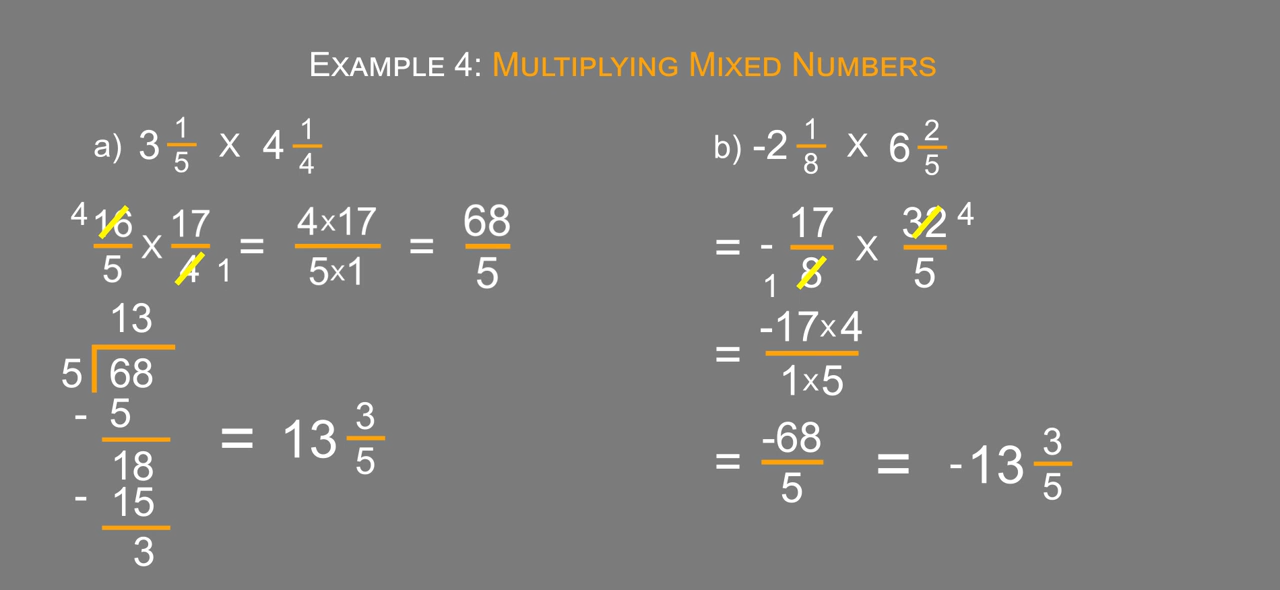 EXAMPLE 4: MULTIPLYING MIXED NUMBERS
a) 3 1/5 X 4 1/4
4 16/5 X 17/4 1 = 4x17/5x1 = 68/5
13
5 68
- 5
18
- 15
3
= 13 3/5
b) -2 1/8 X 6 2/5
= - 17/8 1 X 32/5 4
= -17x4/1x5
= -68/5 = -13 3/5